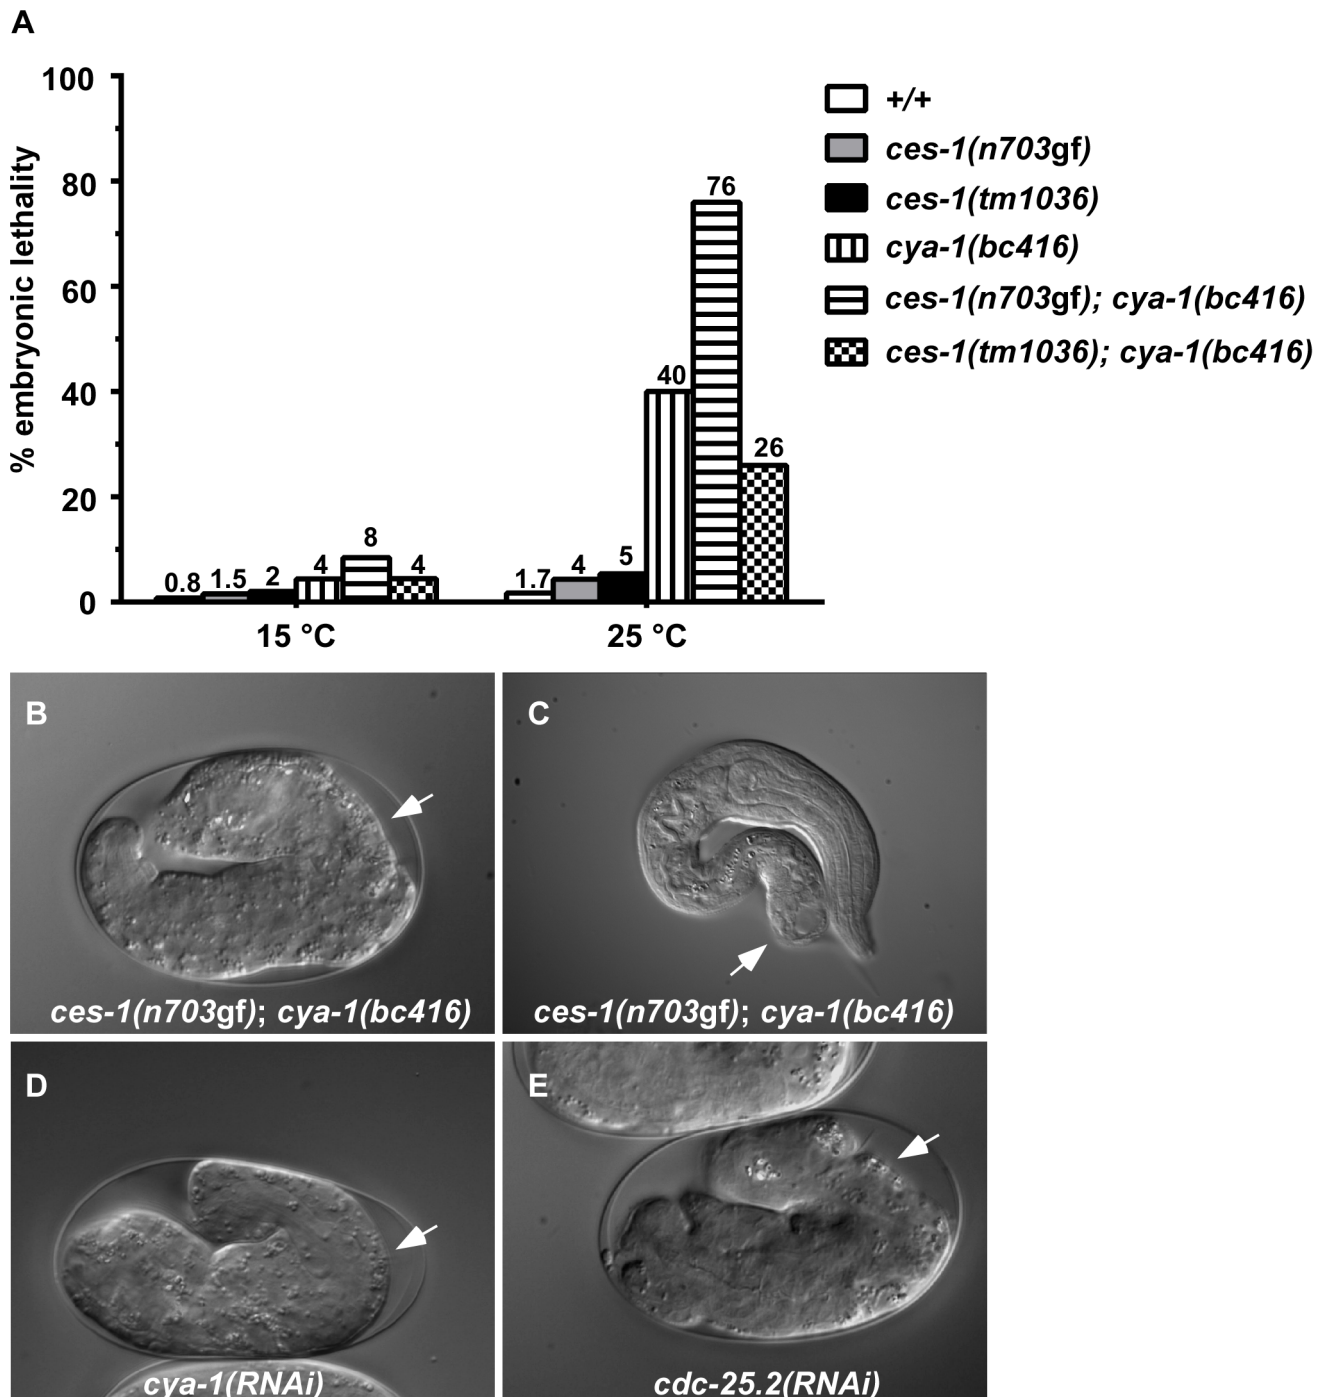 A
% embryonic lethality
100
80
60
40
20
0
0.8 1.5 2 4 8 4
1.7 4 5 40 76 26
15 °C 25 °C
+/+
ces-1(n703gf)
ces-1(tm1036)
cya-1(bc416)
ces-1(n703gf); cya-1(bc416)
ces-1(tm1036); cya-1(bc416)
B
ces-1(n703gf); cya-1(bc416)
C
ces-1(n703gf); cya-1(bc416)
D
cya-1(RNAi)
E
cdc-25.2(RNAi)